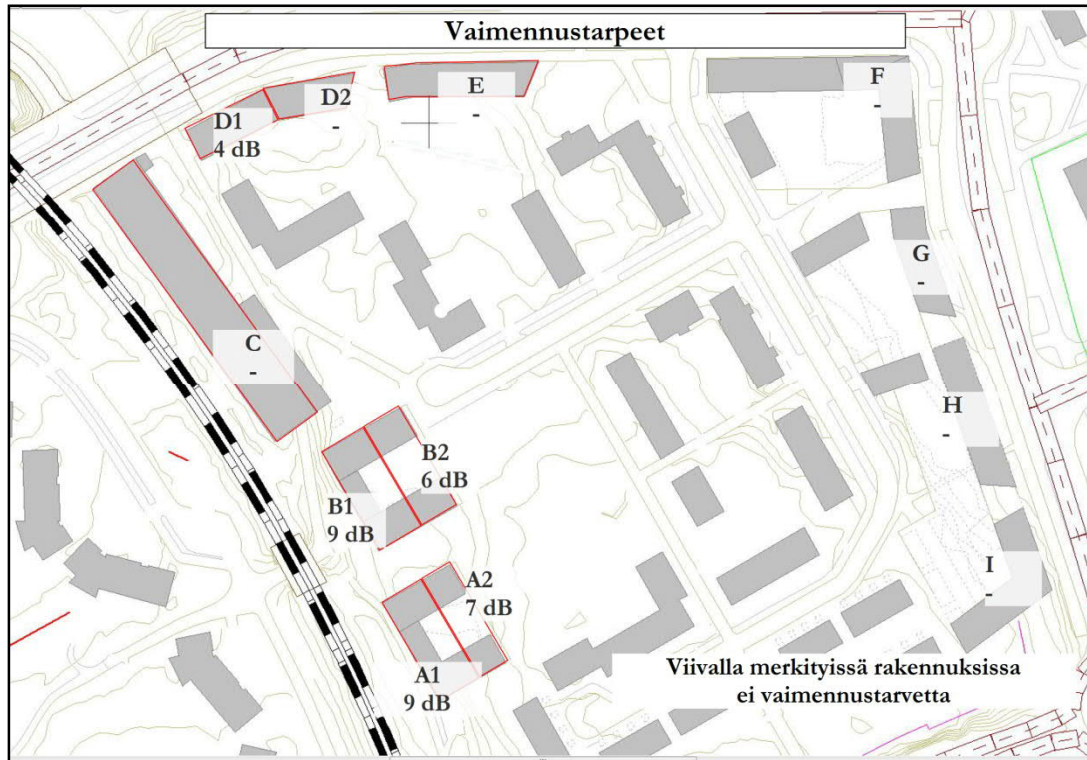 Vaimennustarpeet
D1
4 dB
D2
-
E
-
F
-
G
-
C
-
H
-
B2
6 dB
B1
9 dB
A2
7 dB
A1
9 dB
I
-
Viivalla merkityissä rakennuksissa
ei vaimennustarvetta